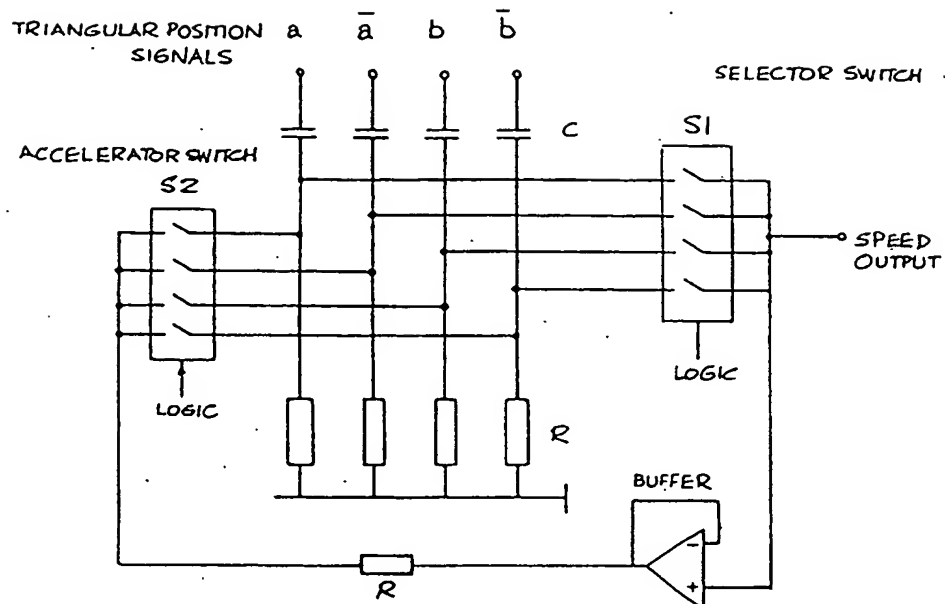 TRIANGULAR POSITION
SIGNALS
a
a̅
b
b̅
SELECTOR SWITCH
C
S1
ACCELERATOR SWITCH
S2
SPEED
OUTPUT
LOGIC
LOGIC
R
BUFFER
-
+
R